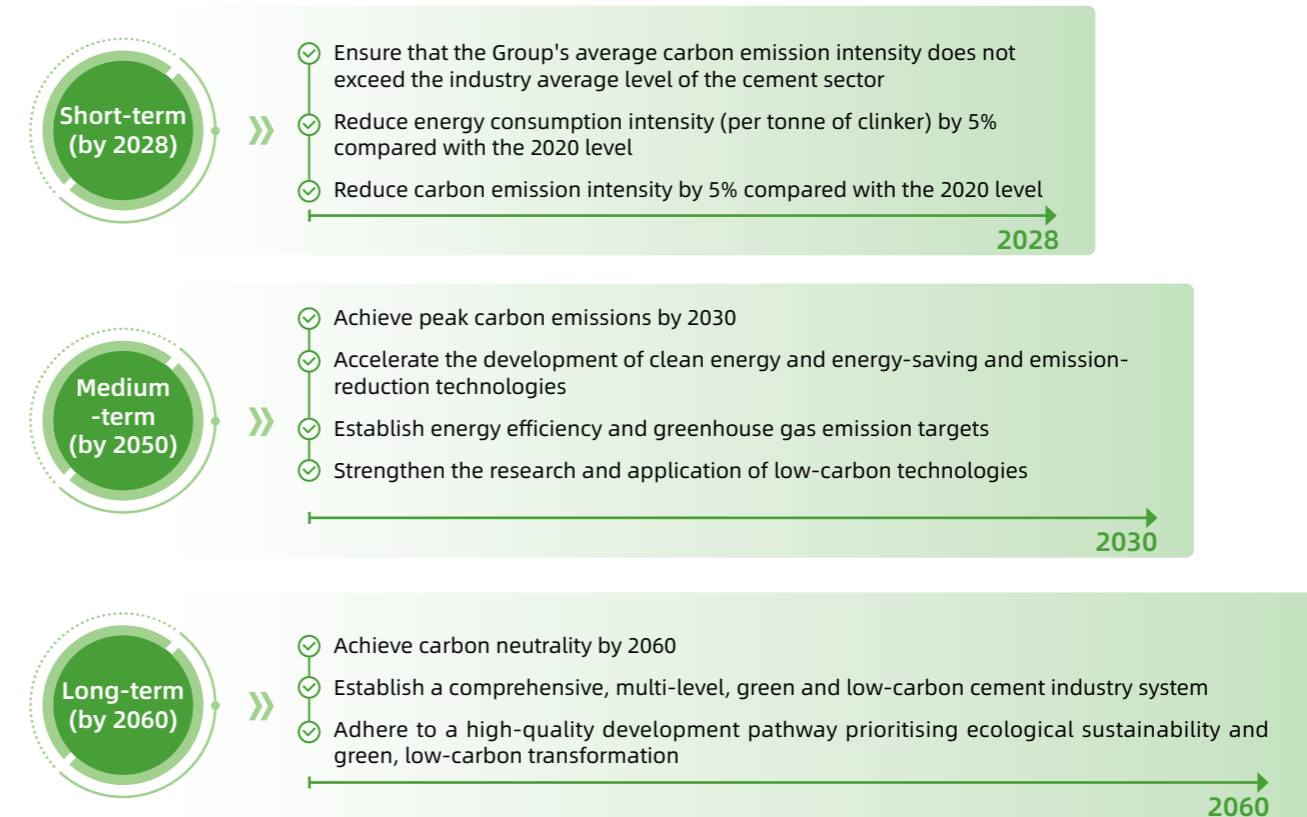 Short-term
(by 2028)
Ensure that the Group's average carbon emission intensity does not
exceed the industry average level of the cement sector
Reduce energy consumption intensity (per tonne of clinker) by 5%
compared with the 2020 level
Reduce carbon emission intensity by 5% compared with the 2020 level
2028
Medium
-term
(by 2050)
Achieve peak carbon emissions by 2030
Accelerate the development of clean energy and energy-saving and emission-
reduction technologies
Establish energy efficiency and greenhouse gas emission targets
Strengthen the research and application of low-carbon technologies
2030
Long-term
(by 2060)
Achieve carbon neutrality by 2060
Establish a comprehensive, multi-level, green and low-carbon cement industry system
Adhere to a high-quality development pathway prioritising ecological sustainability and
green, low-carbon transformation
2060